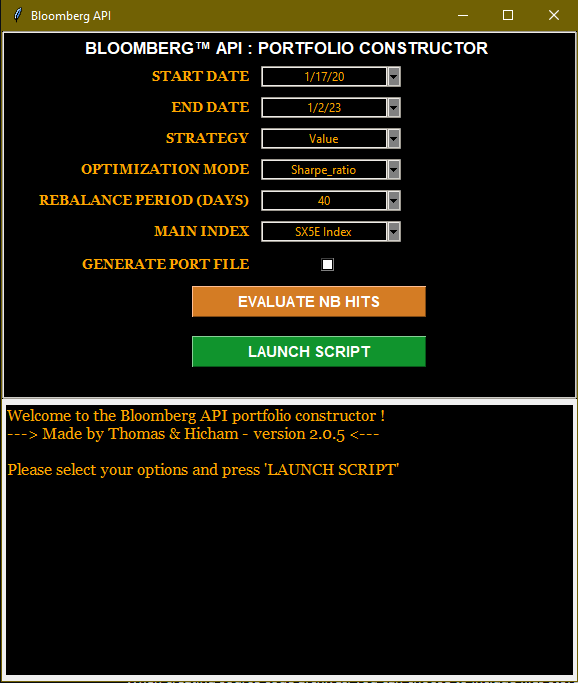 Bloomberg API
BLOOMBERG™ API : PORTFOLIO CONSTRUCTOR
START DATE 1/17/20
END DATE 1/2/23
STRATEGY Value
OPTIMIZATION MODE Sharpe_ratio
REBALANCE PERIOD (DAYS) 40
MAIN INDEX SX5E Index
GENERATE PORT FILE
EVALUATE NB HITS
LAUNCH SCRIPT
Welcome to the Bloomberg API portfolio constructor !
---> Made by Thomas & Hicham - version 2.0.5 <---
Please select your options and press 'LAUNCH SCRIPT'